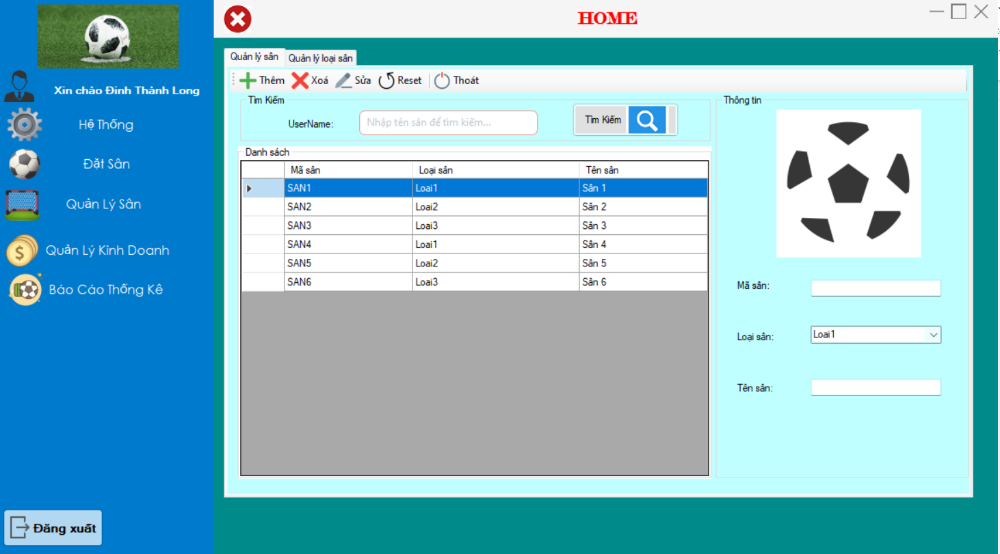 HOME
Xin chào Đinh Thành Long
Hệ Thống
Đặt Sân
Quản Lý Sân
Quản Lý Kinh Doanh
Báo Cáo Thống Kê
Đăng xuất
Quản lý sân Quản lý loại sân
Thêm Xoá Sửa Reset Thoát
Tìm Kiếm
UserName: Nhập tên sân để tìm kiếm... Tìm Kiếm
Danh sách
Mã sân Loại sân Tên sân
SAN1 Loai1 Sân 1
SAN2 Loai2 Sân 2
SAN3 Loai3 Sân 3
SAN4 Loai1 Sân 4
SAN5 Loai2 Sân 5
SAN6 Loai3 Sân 6
Thông tin
Mã sân:
Loại sân: Loai1
Tên sân: